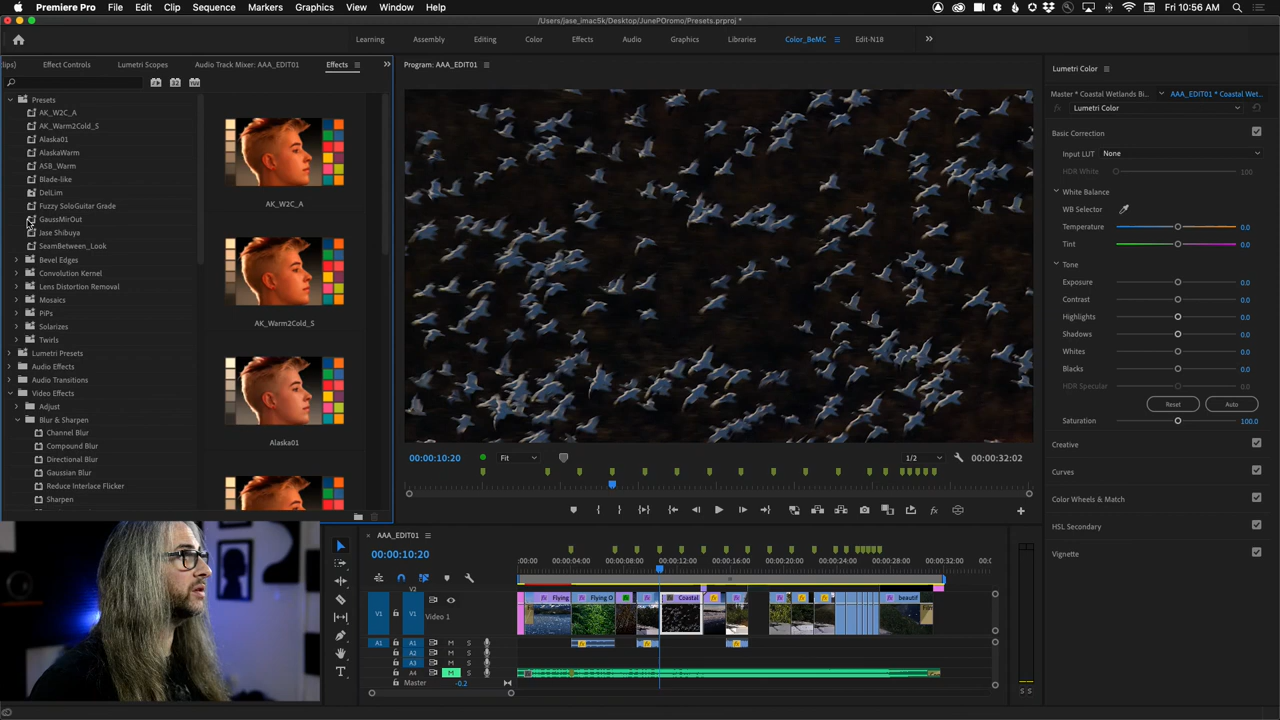 Premiere Pro File Edit Clip Sequence Markers Graphics View Window Help Fri Oct 9 10:56 AM
/Users/jase_imac5k/Desktop/JunePOromo/Presets.prproj *
Learning Assembly Editing Color Effects Audio Graphics Libraries Color_BeMC Edit-N18
lips) Effect Controls Lumetri Scopes Audio Track Mixer: AAA_EDIT01 Effects
Presets
AK_W2C_A
AK_Warm2Cold_S
Alaska01
AlaskaWarm
ASB_Warm
Blade-like
DelLim
Fuzzy SoloGuitar Grade
GaussMirOut
Jase Shibuya
SeamBetween_Look
Bevel Edges
Convolution Kernel
Lens Distortion Removal
Mosaics
PiPs
Solarizes
Twirls
Lumetri Presets
Audio Effects
Audio Transitions
Video Effects
Adjust
Blur & Sharpen
Channel Blur
Compound Blur
Directional Blur
Gaussian Blur
Reduce Interlace Flicker
Sharpen
AK_W2C_A
AK_Warm2Cold_S
Alaska01
Program: AAA_EDIT01
00:00:10:20 Fit 1/2 00:00:32:02
Lumetri Color
Master * Coastal Wetlands Bi... AAA_EDIT01 * Coastal Wet...
fx Lumetri Color
Basic Correction
Input LUT None
HDR White 100
White Balance
WB Selector
Temperature 0.0
Tint 0.0
Tone
Exposure 0.0
Contrast 0.0
Highlights 0.0
Shadows 0.0
Whites 0.0
Blacks 0.0
HDR Specular 0.0
Reset Auto
Saturation 100.0
Creative
Curves
Color Wheels & Match
HSL Secondary
Vignette
× AAA_EDIT01
00:00:10:20
:00:00 00:00:04:00 00:00:08:00 00:00:12:00 00:00:16:00 00:00:20:00 00:00:24:00 00:00:28:00 00:00:32:00 00:0
V2
V1 V1 Video 1
Flying Flying O Coastal beautif
A1 A1 M S
A2 M S
A3 M S
A4 M S
Master -0.2
S S